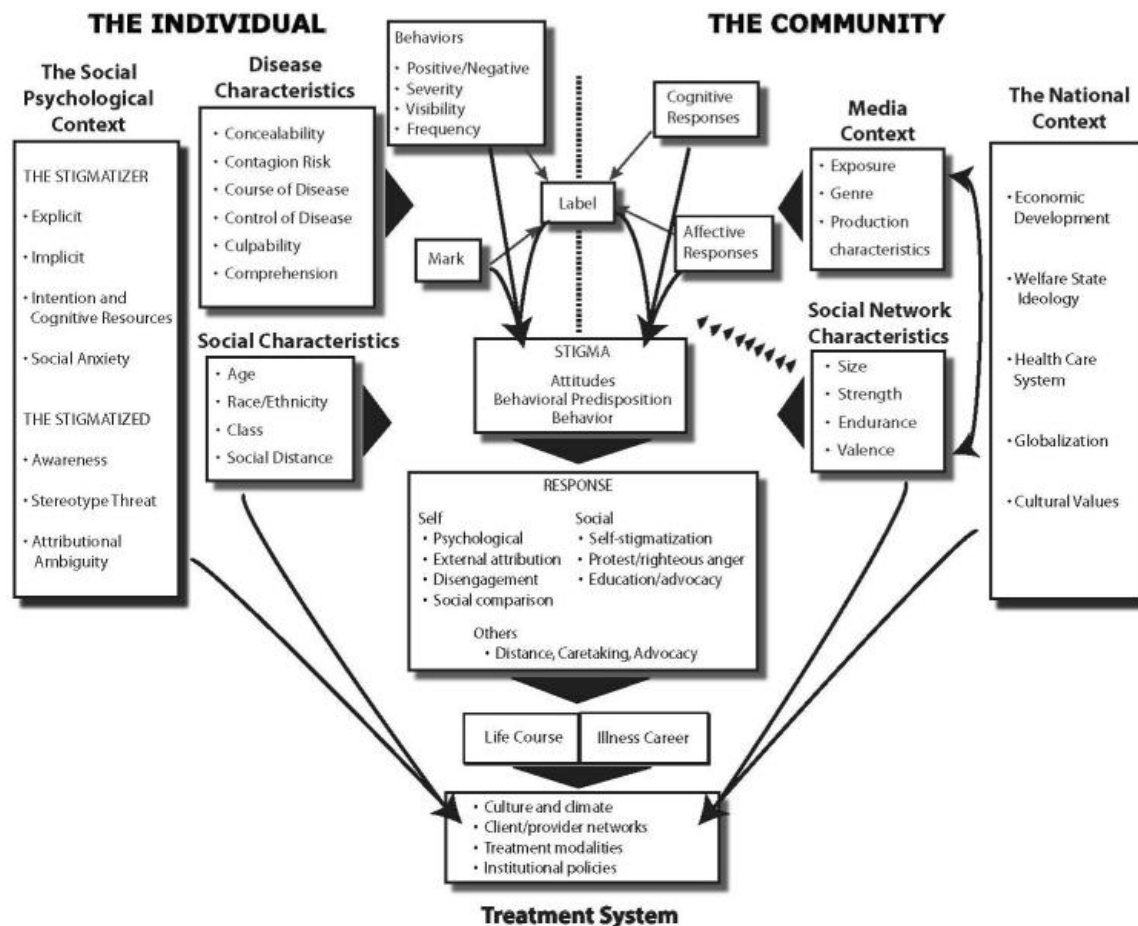 THE INDIVIDUAL
THE COMMUNITY
The Social
Psychological
Context
THE STIGMATIZER
• Explicit
• Implicit
• Intention and
Cognitive Resources
• Social Anxiety
THE STIGMATIZED
• Awareness
• Stereotype Threat
• Attributional
Ambiguity
Disease
Characteristics
• Concealability
• Contagion Risk
• Course of Disease
• Control of Disease
• Culpability
• Comprehension
Social Characteristics
• Age
• Race/Ethnicity
• Class
• Social Distance
Behaviors
• Positive/Negative
• Severity
• Visibility
• Frequency
Mark
Label
Cognitive
Responses
Affective
Responses
Media
Context
• Exposure
• Genre
• Production
characteristics
Social Network
Characteristics
• Size
• Strength
• Endurance
• Valence
The National
Context
• Economic
Development
• Welfare State
Ideology
• Health Care
System
• Globalization
• Cultural Values
STIGMA
Attitudes
Behavioral Predisposition
Behavior
RESPONSE
Self
• Psychological
• External attribution
• Disengagement
• Social comparison
Social
• Self-stigmatization
• Protest/righteous anger
• Education/advocacy
Others
• Distance, Caretaking, Advocacy
Life Course
Illness Career
• Culture and climate
• Client/provider networks
• Treatment modalities
• Institutional policies
Treatment System